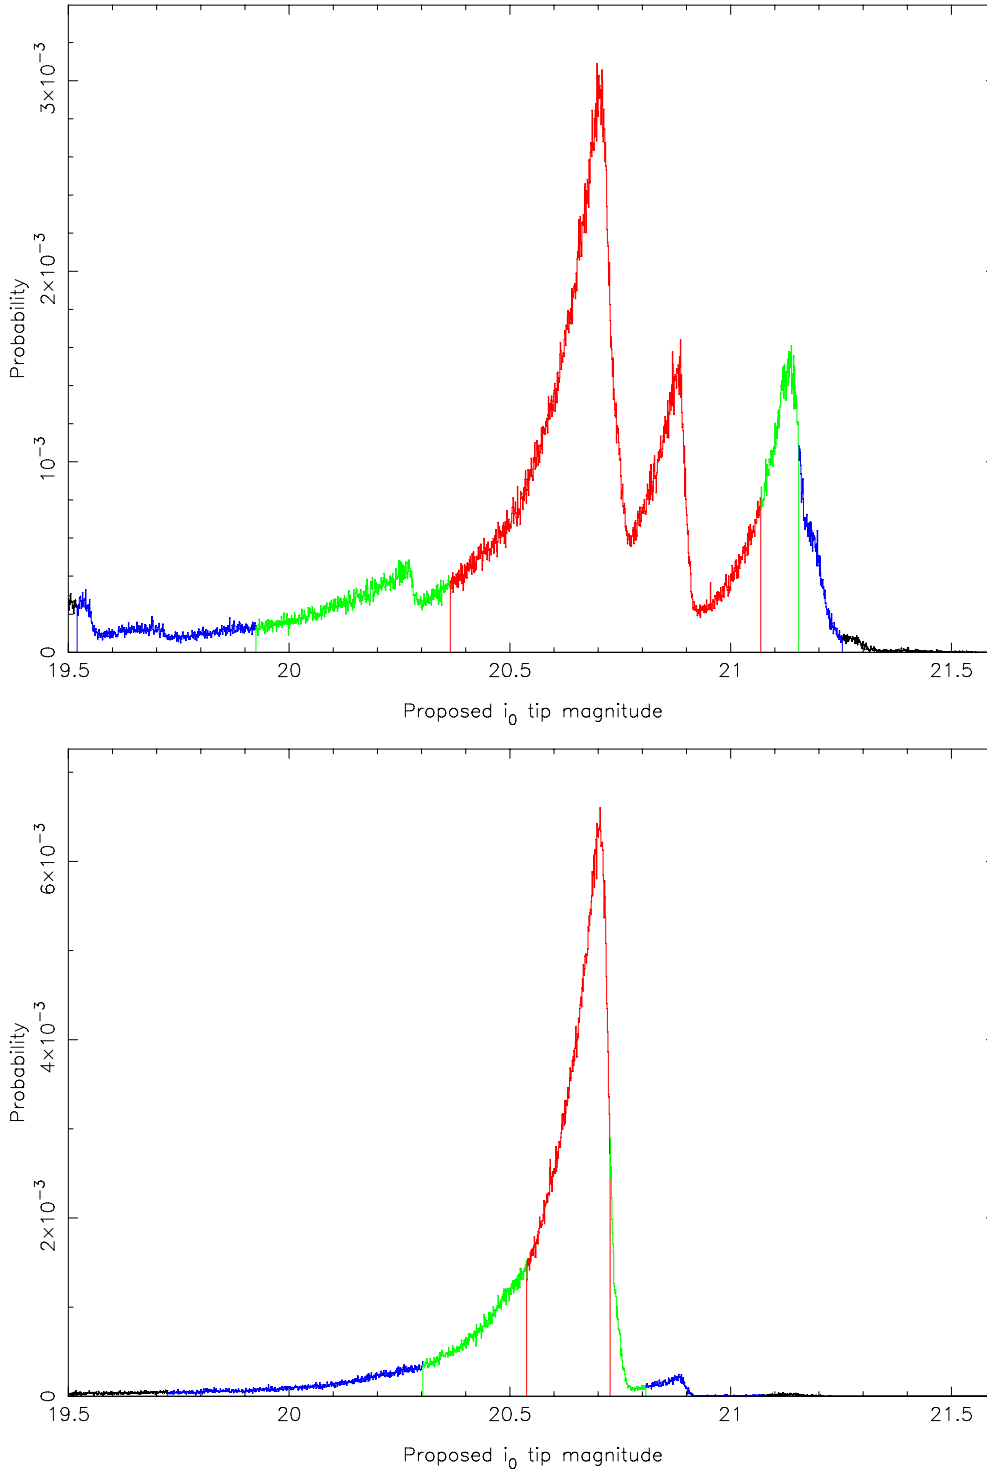 3×10⁻³
2×10⁻³
10⁻³
0
Probability
19.5 20 20.5 21 21.5
Proposed i₀ tip magnitude
6×10⁻³
4×10⁻³
2×10⁻³
0
Probability
19.5 20 20.5 21 21.5
Proposed i₀ tip magnitude